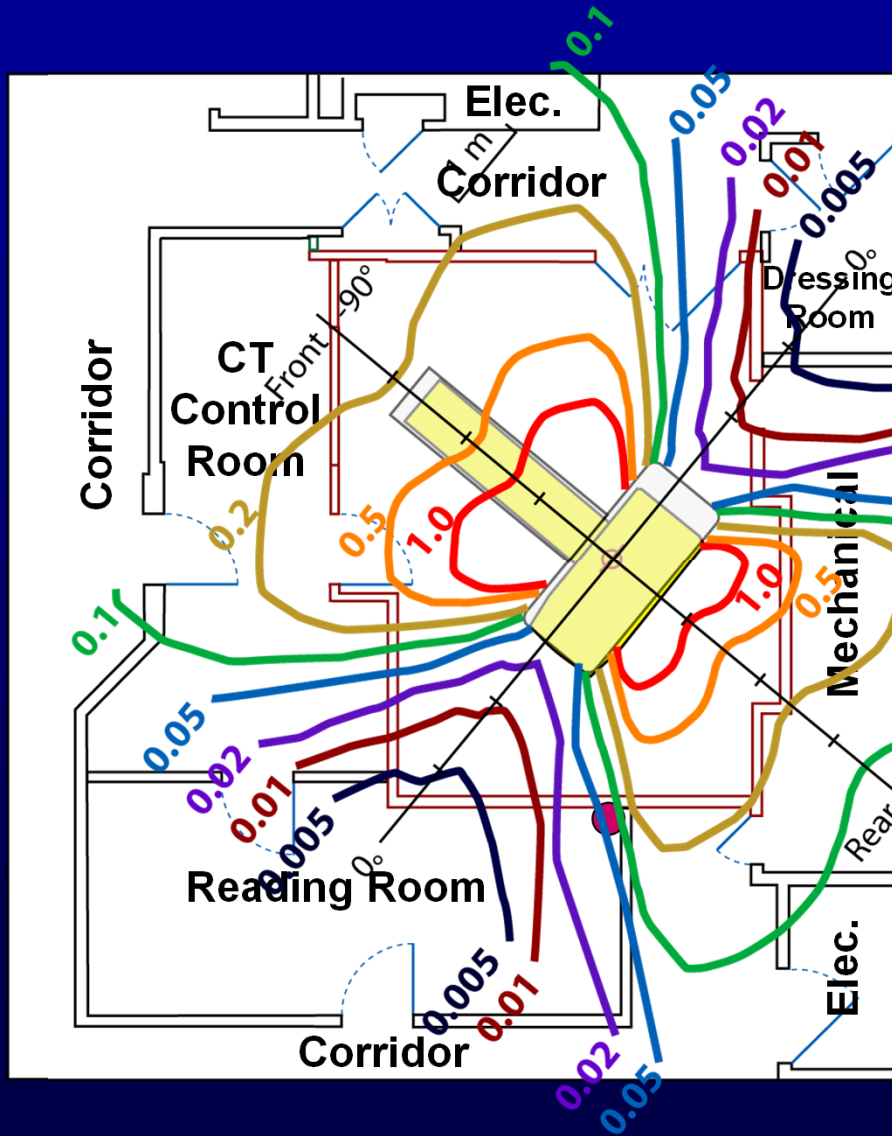 0.1
0.05
0.02
0.01
0.005
Elec.
1 m
Corridor
0°
Dressing
Room
Front
-90°
CT
Control
Room
Corridor
0.2
0.5
1.0
1.0
0.5
Mechanical
0.1
0.05
0.02
0.01
0.005
0°
Rear
Reading Room
Elec.
0.005
0.01
0.02
0.05
Corridor